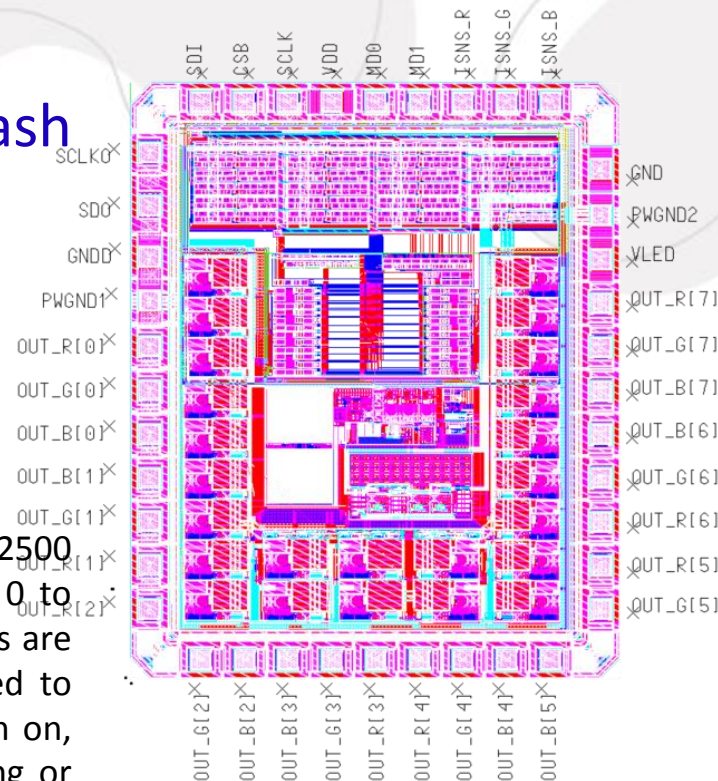 ash
SDI
CSB
SCLK
VDD
MD0
MD1
ISNS_R
ISNS_G
ISNS_B
SCLKO
SDO
GNDD
PWGND1
OUT_R[0]
OUT_G[0]
OUT_B[0]
OUT_B[1]
OUT_G[1]
OUT_R[1]
OUT_R[2]
GND
PWGND2
VLED
OUT_R[7]
OUT_G[7]
OUT_B[7]
OUT_B[6]
OUT_G[6]
OUT_R[6]
OUT_R[5]
OUT_G[5]
2500
0 to
s are
ed to
n on,
ng or
OUT_G[2]
OUT_B[2]
OUT_B[3]
OUT_G[3]
OUT_R[3]
OUT_R[4]
OUT_G[4]
OUT_B[4]
OUT_B[5]